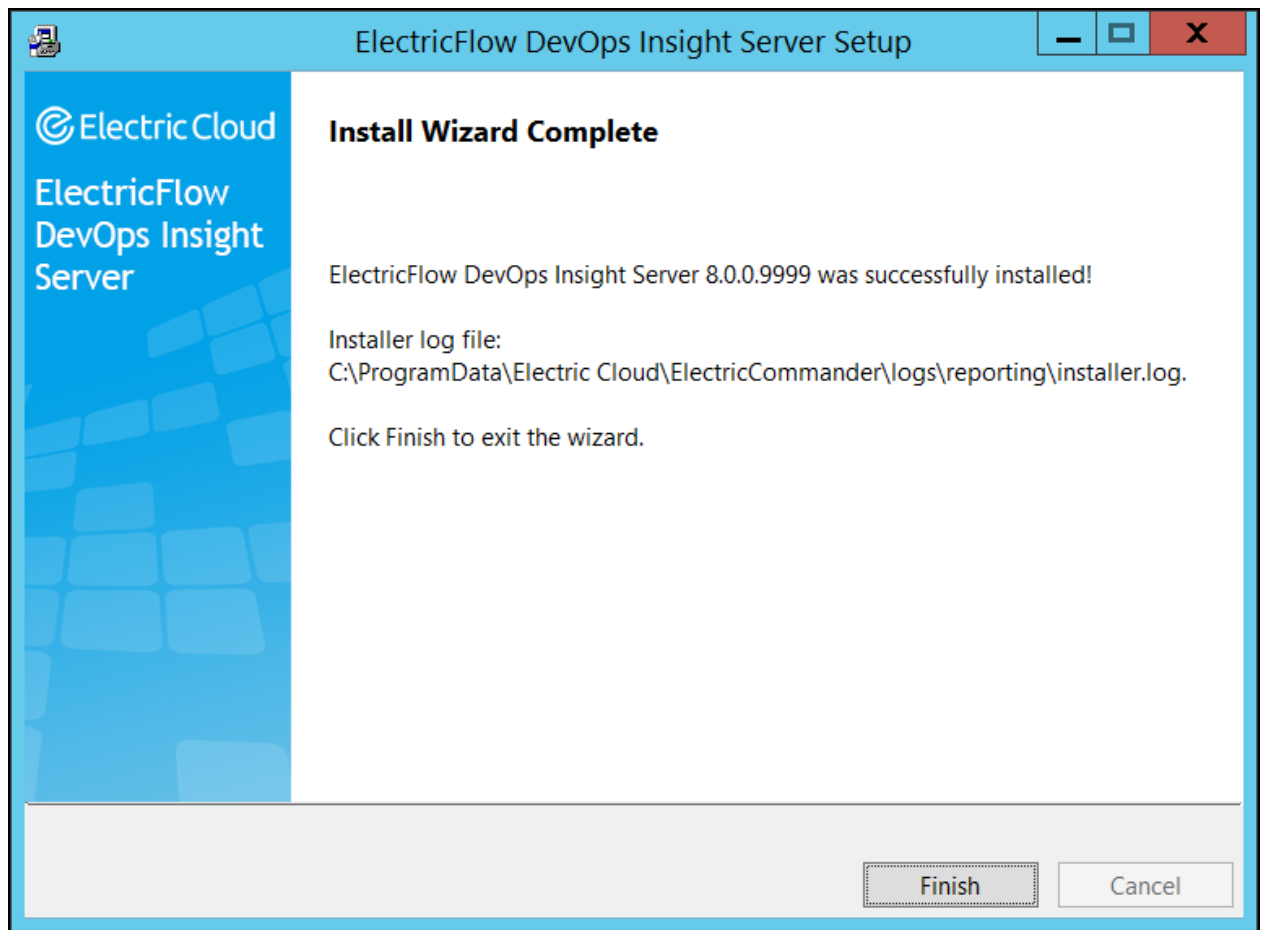 ElectricFlow DevOps Insight Server Setup
Electric Cloud
ElectricFlow
DevOps Insight
Server
Install Wizard Complete
ElectricFlow DevOps Insight Server 8.0.0.9999 was successfully installed!
Installer log file:
C:\ProgramData\Electric Cloud\ElectricCommander\logs\reporting\installer.log.
Click Finish to exit the wizard.
Finish
Cancel